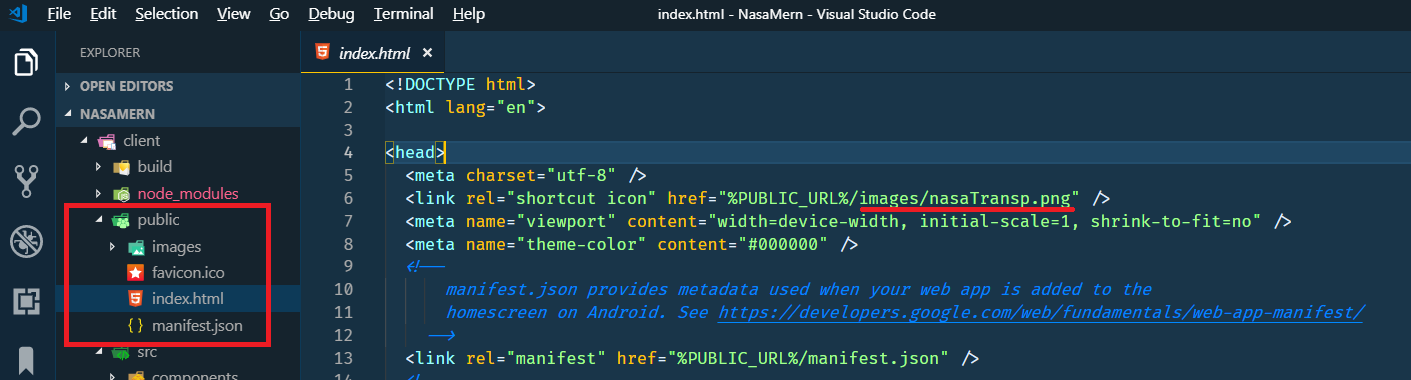 File Edit Selection View Go Debug Terminal Help index.html - NasaMern - Visual Studio Code
EXPLORER
OPEN EDITORS
NASAMERN
client
build
node_modules
public
images
favicon.ico
index.html
{ } manifest.json
src
components
index.html ×
1 <!DOCTYPE html>
2 <html lang="en">
3
4 <head>
5 <meta charset="utf-8" />
6 <link rel="shortcut icon" href="%PUBLIC_URL%/images/nasaTransp.png" />
7 <meta name="viewport" content="width=device-width, initial-scale=1, shrink-to-fit=no" />
8 <meta name="theme-color" content="#000000" />
9 <!--
10 manifest.json provides metadata used when your web app is added to the
11 homescreen on Android. See https://developers.google.com/web/fundamentals/web-app-manifest/
12 -->
13 <link rel="manifest" href="%PUBLIC_URL%/manifest.json" />
14 <!--